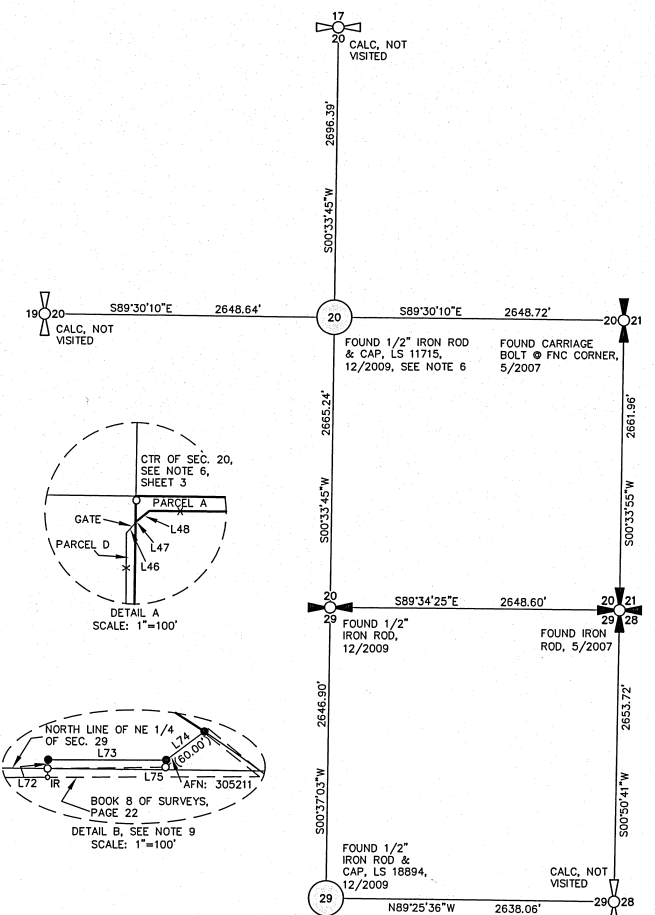 17
20
CALC, NOT
VISITED
2696.39'
S00°33'45"W
19 20
S89°30'10"E 2648.64'
CALC, NOT
VISITED
20
S89°30'10"E 2648.72'
20 21
FOUND 1/2" IRON ROD
& CAP, LS 11715,
12/2009, SEE NOTE 6
FOUND CARRIAGE
BOLT @ FNC CORNER,
5/2007
2665.24'
S00°33'45"W
2661.96'
S00°33'55"W
CTR OF SEC. 20,
SEE NOTE 6,
SHEET 3
PARCEL A
GATE
L48
L47
PARCEL D
L46
DETAIL A
SCALE: 1"=100'
20
29
S89°34'25"E 2648.60'
20 21
29 28
FOUND 1/2"
IRON ROD,
12/2009
FOUND IRON
ROD, 5/2007
2646.90'
S00°37'03"W
2653.72'
S00°50'41"W
NORTH LINE OF NE 1/4
OF SEC. 29
L73
L74
(60.00')
L72
IR
L75
AFN: 305211
BOOK 8 OF SURVEYS,
PAGE 22
DETAIL B, SEE NOTE 9
SCALE: 1"=100'
FOUND 1/2"
IRON ROD &
CAP, LS 18894,
12/2009
CALC, NOT
VISITED
29
N89°25'36"W 2638.06'
29 28